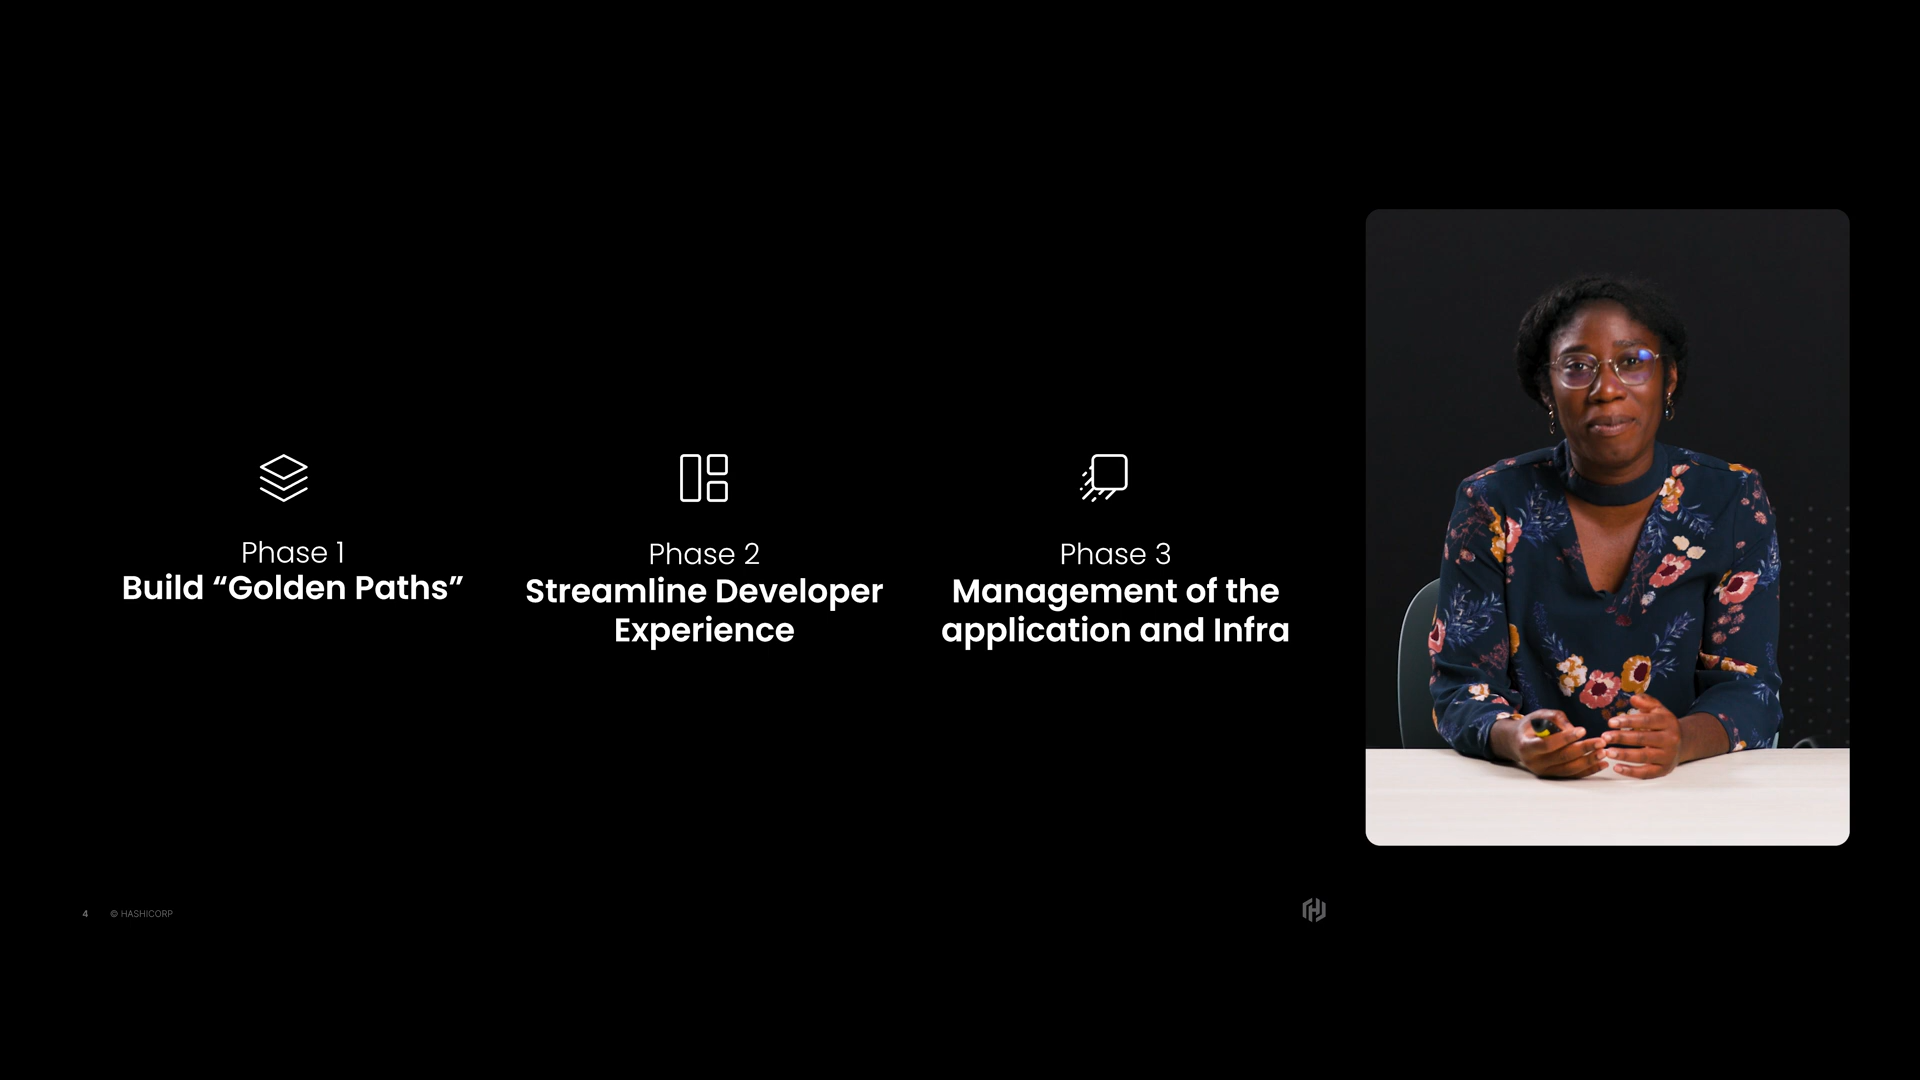 Phase 1
Build “Golden Paths”
Phase 2
Streamline Developer
Experience
Phase 3
Management of the
application and Infra
4 © HASHICORP